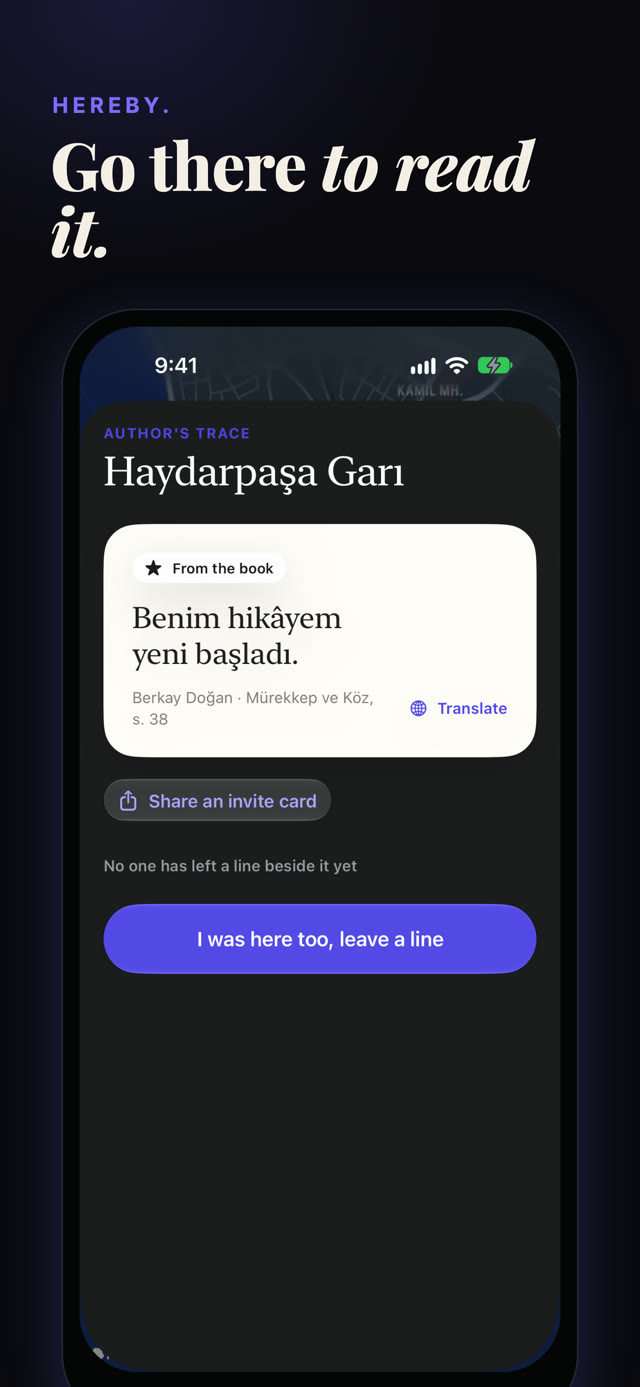 HEREBY.
Go there to read
it.
9:41
KAMİL MH.
AUTHOR'S TRACE
Haydarpaşa Garı
From the book
Benim hikâyem
yeni başladı.
Berkay Doğan · Mürekkep ve Köz,
s. 38
Translate
Share an invite card
No one has left a line beside it yet
I was here too, leave a line